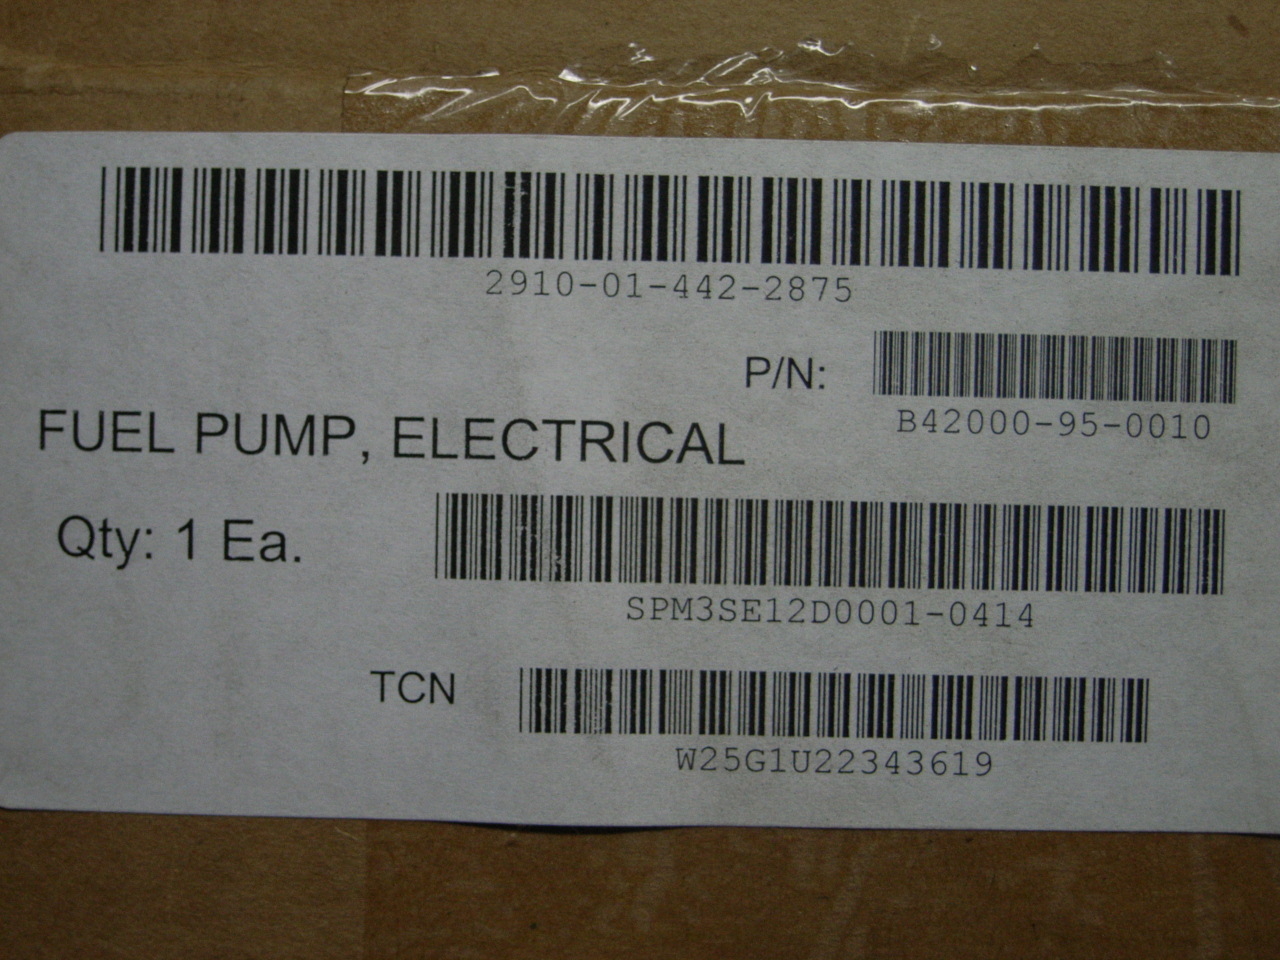 2910-01-442-2875
P/N:
B42000-95-0010
FUEL PUMP, ELECTRICAL
Qty: 1 Ea.
SPM3SE12D0001-0414
TCN
W25G1U22343619